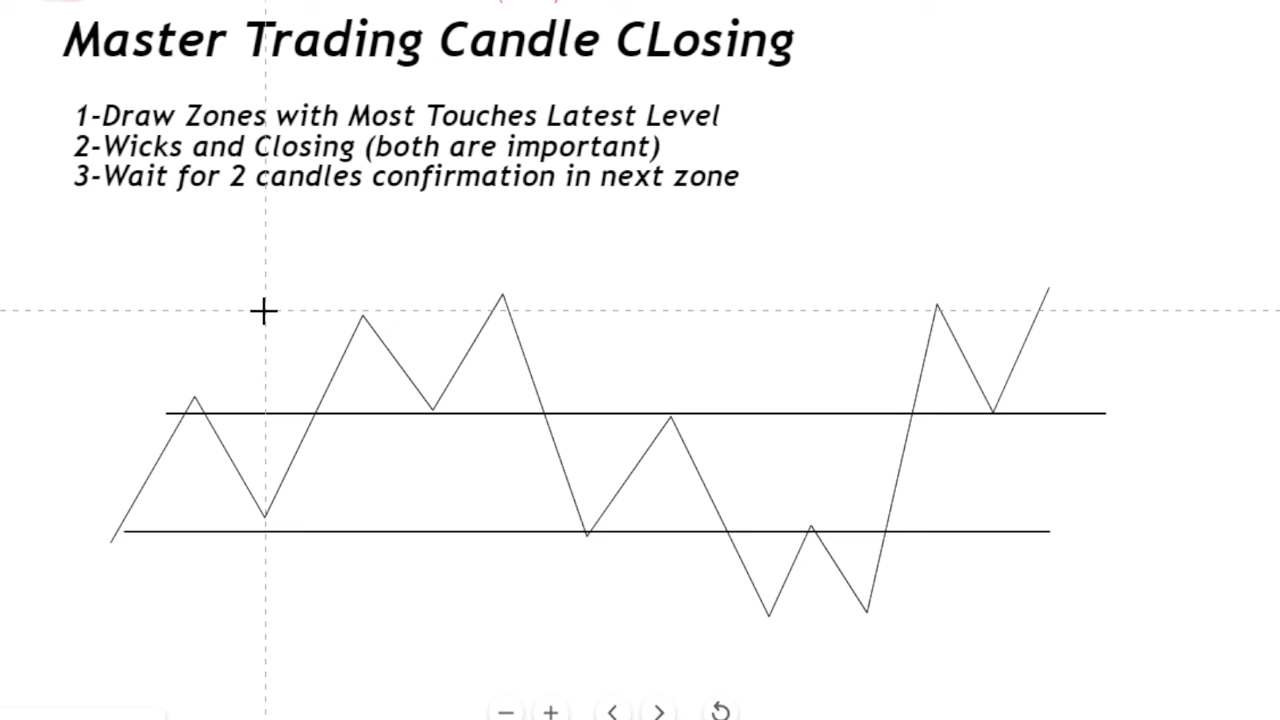 Master Trading Candle CLosing
1-Draw Zones with Most Touches Latest Level
2-Wicks and Closing (both are important)
3-Wait for 2 candles confirmation in next zone